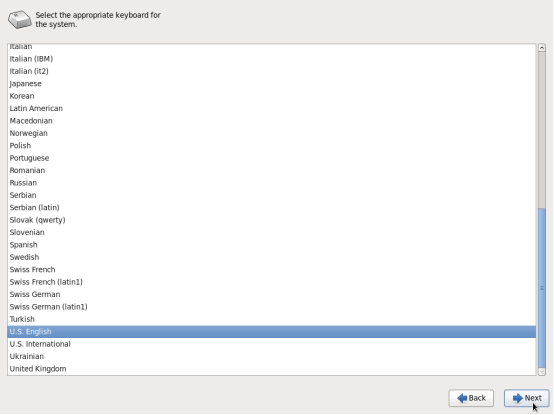 Select the appropriate keyboard for
the system.
Italian
Italian (IBM)
Italian (it2)
Japanese
Korean
Latin American
Macedonian
Norwegian
Polish
Portuguese
Romanian
Russian
Serbian
Serbian (latin)
Slovak (qwerty)
Slovenian
Spanish
Swedish
Swiss French
Swiss French (latin1)
Swiss German
Swiss German (latin1)
Turkish
U.S. English
U.S. International
Ukrainian
United Kingdom
Back Next